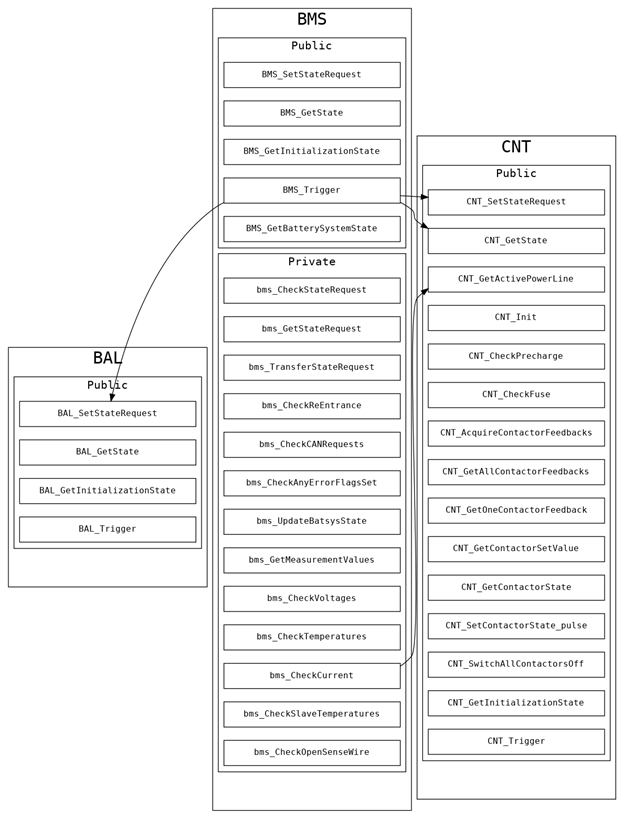 BMS
Public
BMS_SetStateRequest
BMS_GetState
BMS_GetInitializationState
BMS_Trigger
BMS_GetBatterySystemState
Private
bms_CheckStateRequest
bms_GetStateRequest
bms_TransferStateRequest
bms_CheckReEntrance
bms_CheckCANRequests
bms_CheckAnyErrorFlagsSet
bms_UpdateBatsysState
bms_GetMeasurementValues
bms_CheckVoltages
bms_CheckTemperatures
bms_CheckCurrent
bms_CheckSlaveTemperatures
bms_CheckOpenSenseWire
CNT
Public
CNT_SetStateRequest
CNT_GetState
CNT_GetActivePowerLine
CNT_Init
CNT_CheckPrecharge
CNT_CheckFuse
CNT_AcquireContactorFeedbacks
CNT_GetAllContactorFeedbacks
CNT_GetOneContactorFeedback
CNT_GetContactorSetValue
CNT_GetContactorState
CNT_SetContactorState_pulse
CNT_SwitchAllContactorsOff
CNT_GetInitializationState
CNT_Trigger
BAL
Public
BAL_SetStateRequest
BAL_GetState
BAL_GetInitializationState
BAL_Trigger